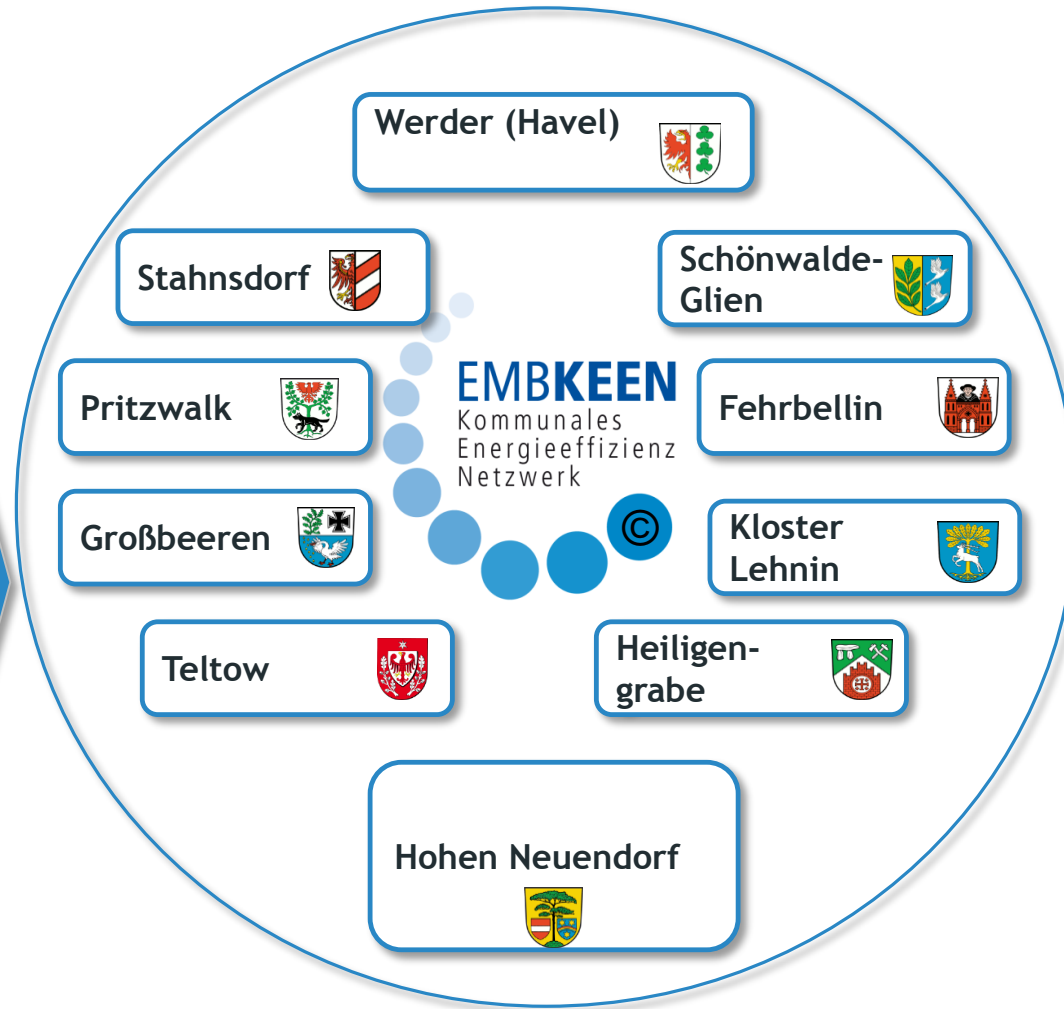 Werder (Havel)
Stahnsdorf
Schönwalde-
Glien
Pritzwalk
EMBKEEN
Kommunales
Energieeffizienz
Netzwerk
©
Fehrbellin
Großbeeren
Kloster
Lehnin
Teltow
Heiligen-
grabe
Hohen Neuendorf